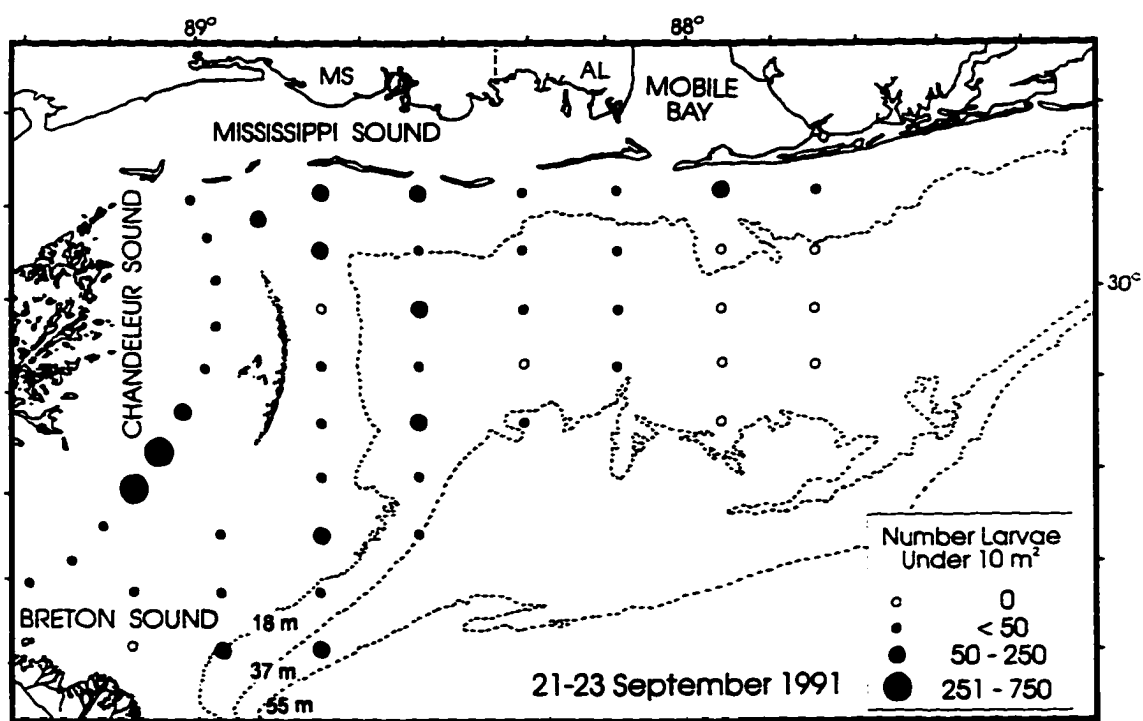 89°
88°
MS
AL
MOBILE
BAY
MISSISSIPPI SOUND
CHANDELEUR SOUND
30°
BRETON SOUND
18 m
37 m
55 m
21-23 September 1991
Number Larvae
Under 10 m²
0
< 50
50 - 250
251 - 750